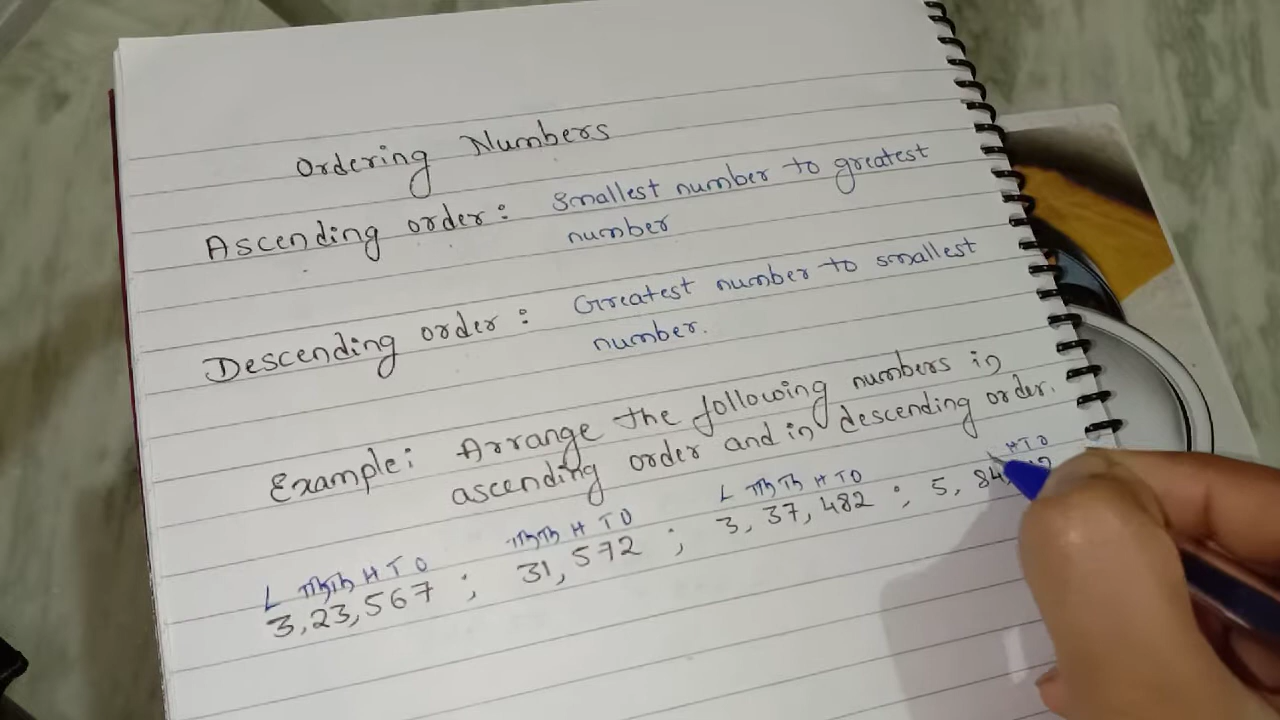 Ordering Numbers
Ascending order: Smallest number to greatest
number
Descending order: Greatest number to smallest
number.
Example: Arrange the following numbers in
ascending order and in descending order.
L TTh Th H T O TTh Th H T O L TTh Th H T O H T O
3,23,567 ; 31,572 ; 3,37,482 ; 5,84,